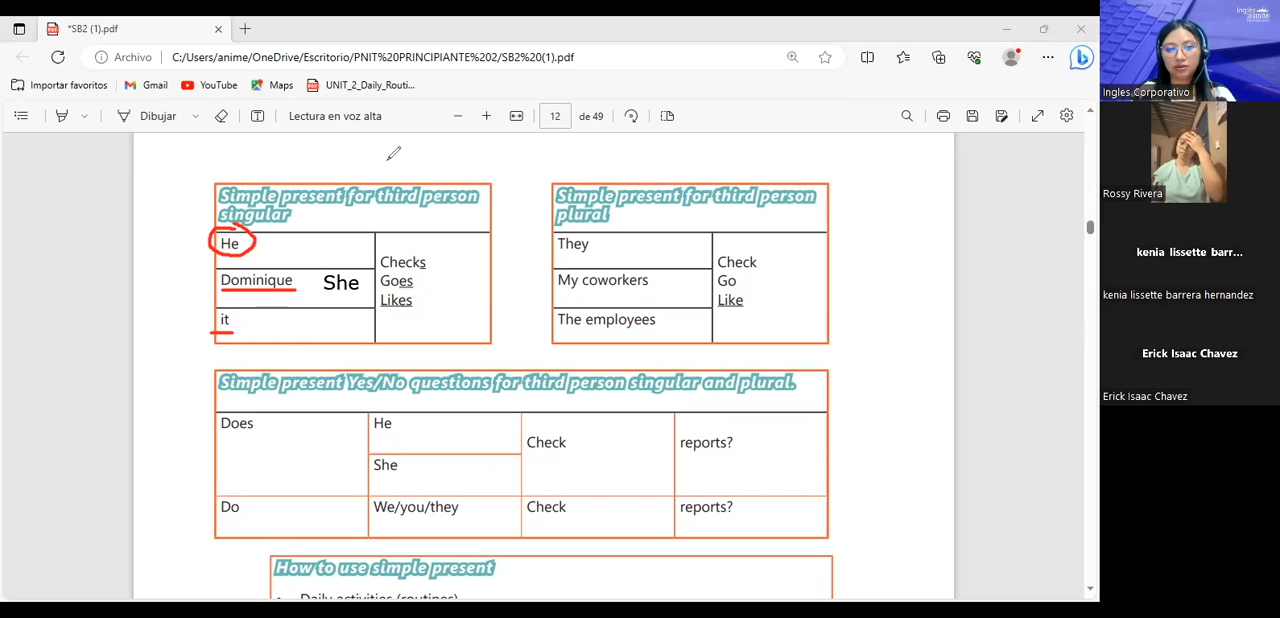 *SB2 (1).pdf
Archivo
C:/Users/anime/OneDrive/Escritorio/PNIT%20PRINCIPIANTE%202/SB2%20(1).pdf
Importar favoritos
Gmail
YouTube
Maps
UNIT_2_Daily_Routi...
Dibujar
Lectura en voz alta
12
de 49
Simple present for third person
singular
He
Dominique She
it
Checks
Goes
Likes
Simple present for third person
plural
They
My coworkers
The employees
Check
Go
Like
Simple present Yes/No questions for third person singular and plural.
Does
He
She
Check
reports?
Do
We/you/they
Check
reports?
How to use simple present
Daily activities (routines)
Ingles Corporativo
Rossy Rivera
kenia lissette barr...
kenia lissette barrera hernandez
Erick Isaac Chavez
Erick Isaac Chavez